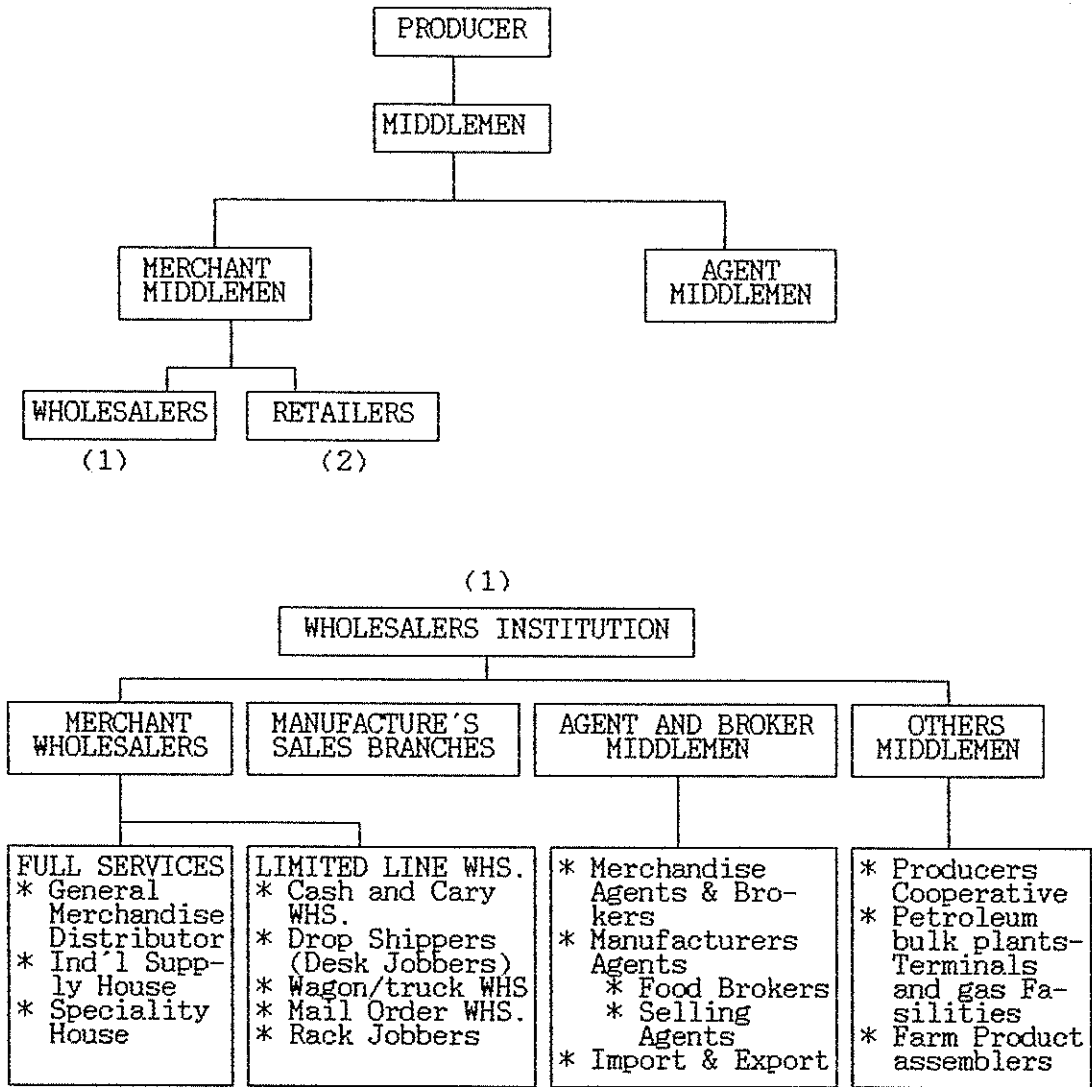 PRODUCER
MIDDLEMEN
MERCHANT
MIDDLEMEN
AGENT
MIDDLEMEN
WHOLESALERS
RETAILERS
(1)
(2)
(1)
WHOLESALERS INSTITUTION
MERCHANT
WHOLESALERS
MANUFACTURE´S
SALES BRANCHES
AGENT AND BROKER
MIDDLEMEN
OTHERS
MIDDLEMEN
FULL SERVICES
* General
Merchandise
Distributor
* Ind´l Supp-
ly House
* Speciality
House
LIMITED LINE WHS.
* Cash and Cary
WHS.
* Drop Shippers
(Desk Jobbers)
* Wagon/truck WHS
* Mail Order WHS.
* Rack Jobbers
* Merchandise
Agents & Bro-
kers
* Manufacturers
Agents
* Food Brokers
* Selling
Agents
* Import & Export
* Producers
Cooperative
* Petroleum
bulk plants-
Terminals
and gas Fa-
silities
* Farm Product
assemblers